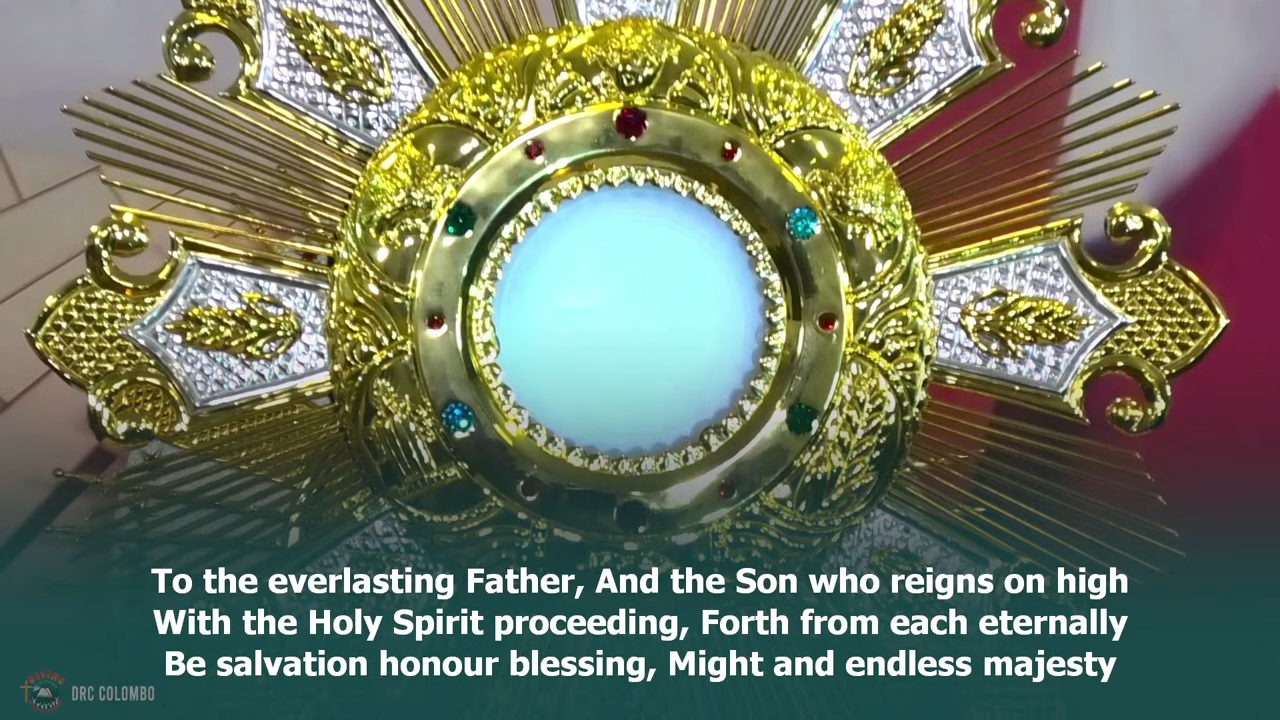 To the everlasting Father, And the Son who reigns on high
With the Holy Spirit proceeding, Forth from each eternally
Be salvation honour blessing, Might and endless majesty
DIVINE
DRC COLOMBO